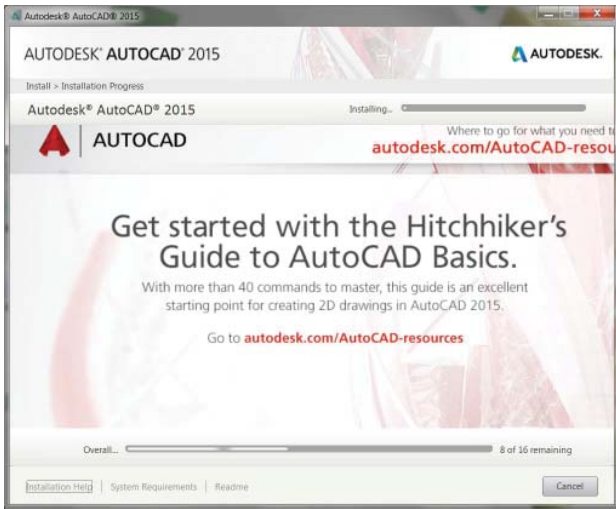 Autodesk® AutoCAD® 2015
AUTODESK® AUTOCAD® 2015
AUTODESK.
Install > Installation Progress
Autodesk® AutoCAD® 2015
Installing...
AUTOCAD
Where to go for what you need
autodesk.com/AutoCAD-resou
Get started with the Hitchhiker's
Guide to AutoCAD Basics.
With more than 40 commands to master, this guide is an excellent
starting point for creating 2D drawings in AutoCAD 2015.
Go to autodesk.com/AutoCAD-resources
Overall...
8 of 16 remaining
Installation Help | System Requirements | Readme
Cancel